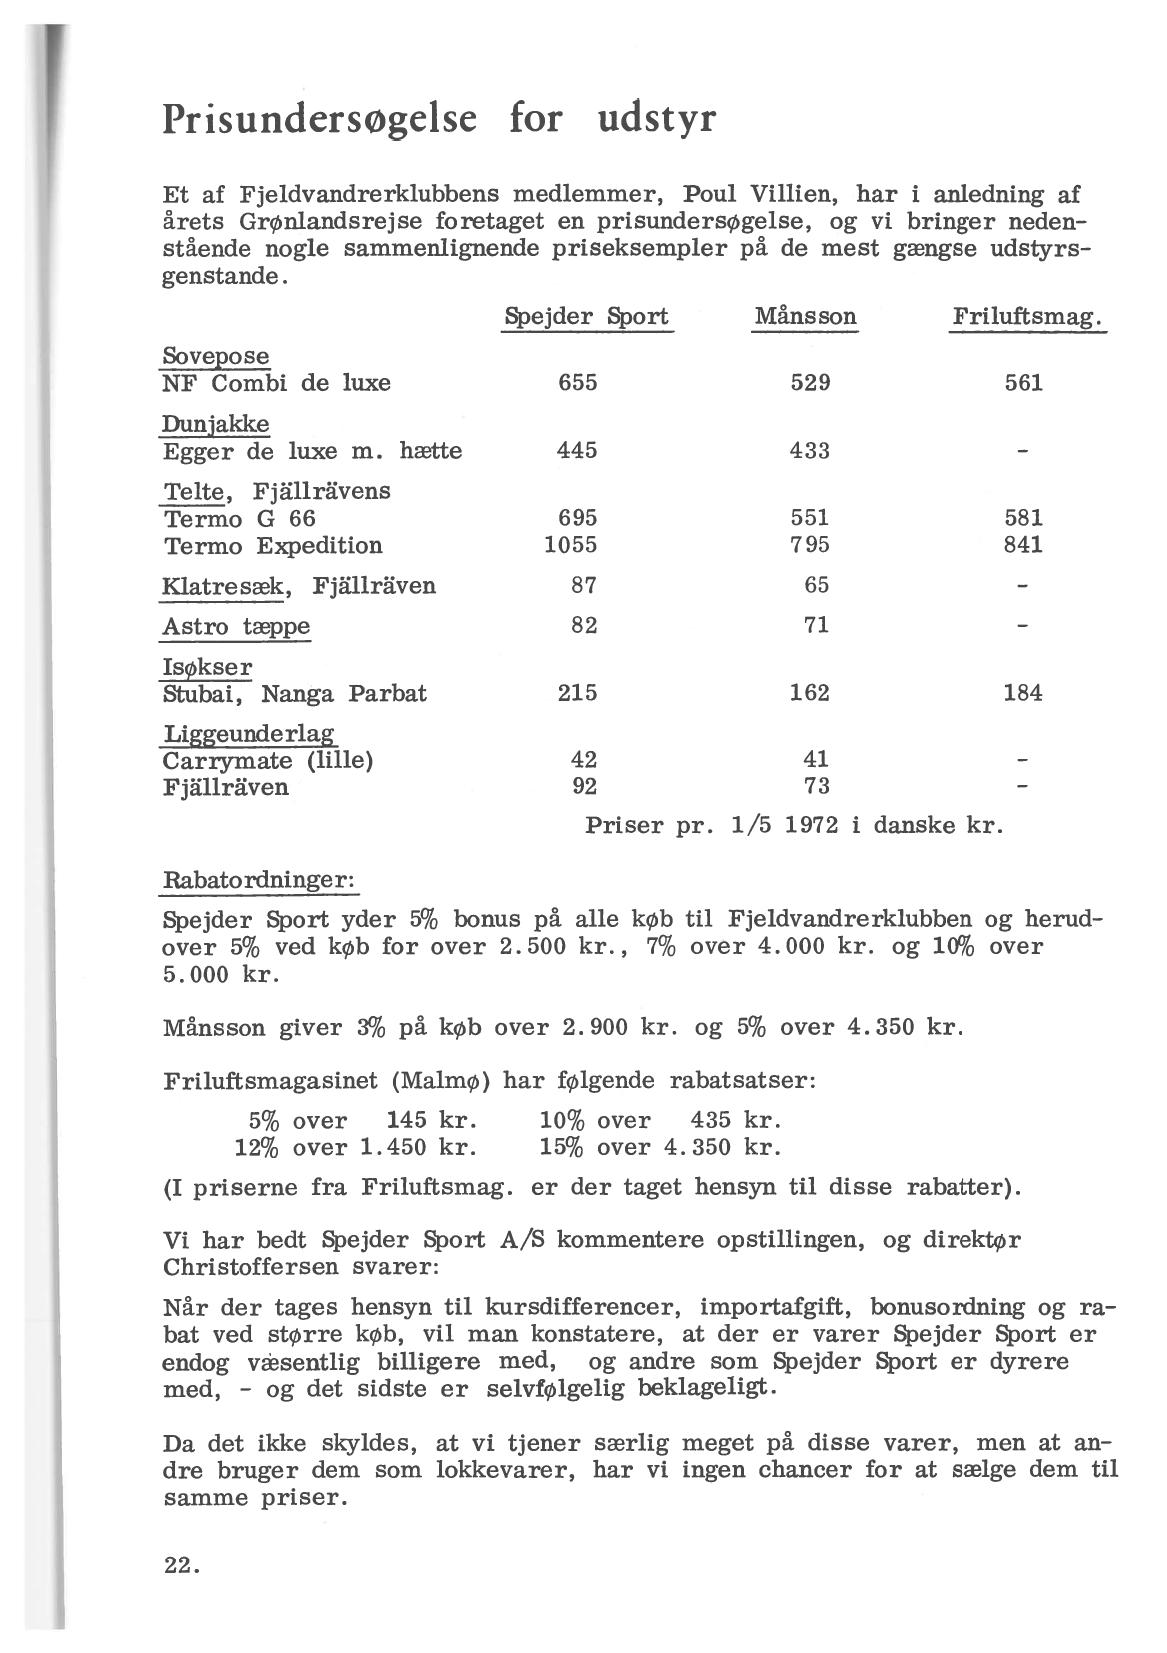 Prisundersøgelse for udstyr
Et af Fjeldvandrerklubbens medlemmer, Poul Villien, har i anledning af
årets Grønlandsrejse foretaget en prisundersøgelse, og vi bringer neden-
stående nogle sammenlignende priseksempler på de mest gængse udstyrs-
genstande.
Spejder Sport Månsson Friluftsmag.
Sovepose
NF Combi de luxe 655 529 561
Dunjakke
Egger de luxe m. hætte 445 433 -
Telte, Fjällrävens
Termo G 66 695 551 581
Termo Expedition 1055 795 841
Klatresæk, Fjällräven 87 65 -
Astro tæppe 82 71 -
Isøkser
Stubai, Nanga Parbat 215 162 184
Liggeunderlag
Carrymate (lille) 42 41 -
Fjällräven 92 73 -
Priser pr. 1/5 1972 i danske kr.
Rabatordninger:
Spejder Sport yder 5% bonus på alle køb til Fjeldvandrerklubben og herud-
over 5% ved køb for over 2.500 kr., 7% over 4.000 kr. og 10% over
5.000 kr.
Månsson giver 3% på køb over 2.900 kr. og 5% over 4.350 kr.
Friluftsmagasinet (Malmø) har følgende rabatsatser:
5% over 145 kr. 10% over 435 kr.
12% over 1.450 kr. 15% over 4.350 kr.
(I priserne fra Friluftsmag. er der taget hensyn til disse rabatter).
Vi har bedt Spejder Sport A/S kommentere opstillingen, og direktør
Christoffersen svarer:
Når der tages hensyn til kursdifferencer, importafgift, bonusordning og ra-
bat ved større køb, vil man konstatere, at der er varer Spejder Sport er
endog væsentlig billigere med, og andre som Spejder Sport er dyrere
med, - og det sidste er selvfølgelig beklageligt.
Da det ikke skyldes, at vi tjener særlig meget på disse varer, men at an-
dre bruger dem som lokkevarer, har vi ingen chancer for at sælge dem til
samme priser.
22.